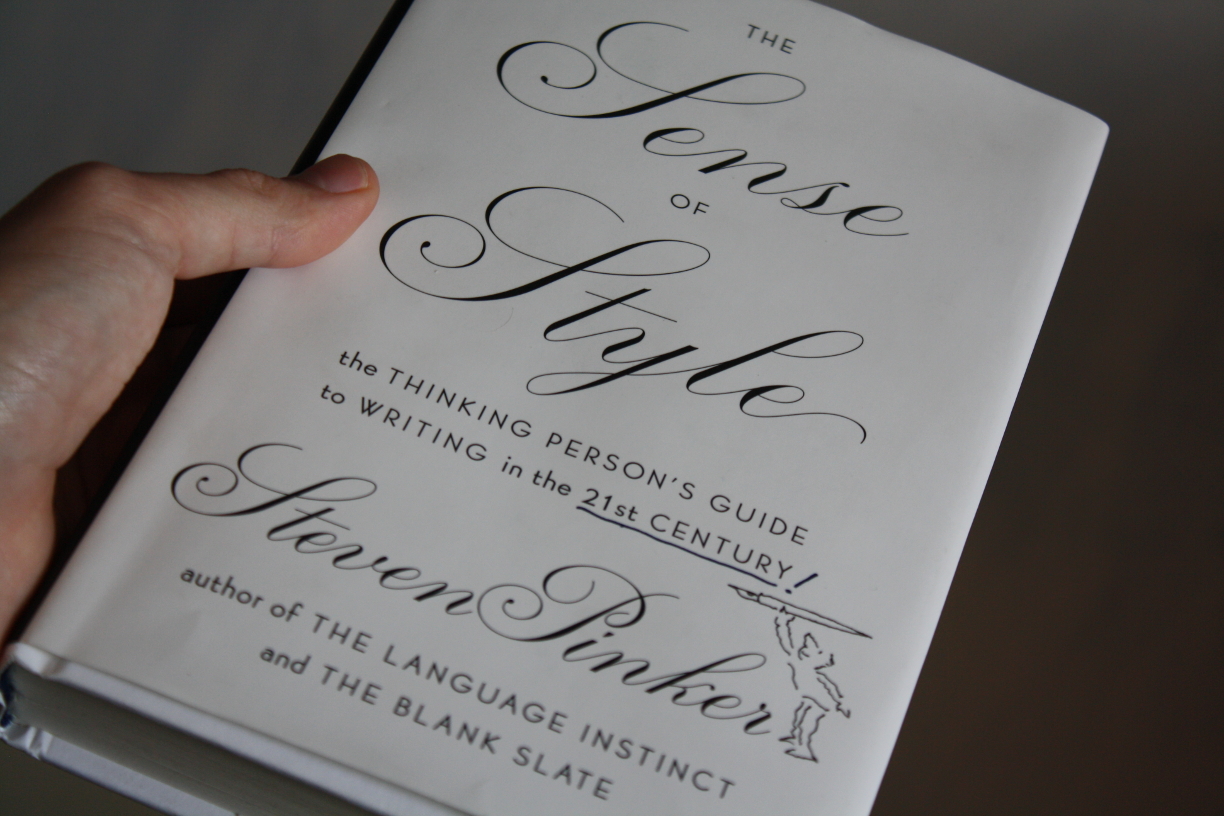 THE
Sense
OF
Style
the THINKING PERSON'S GUIDE
to WRITING in the 21st CENTURY!
Steven Pinker
author of THE LANGUAGE INSTINCT
and THE BLANK SLATE